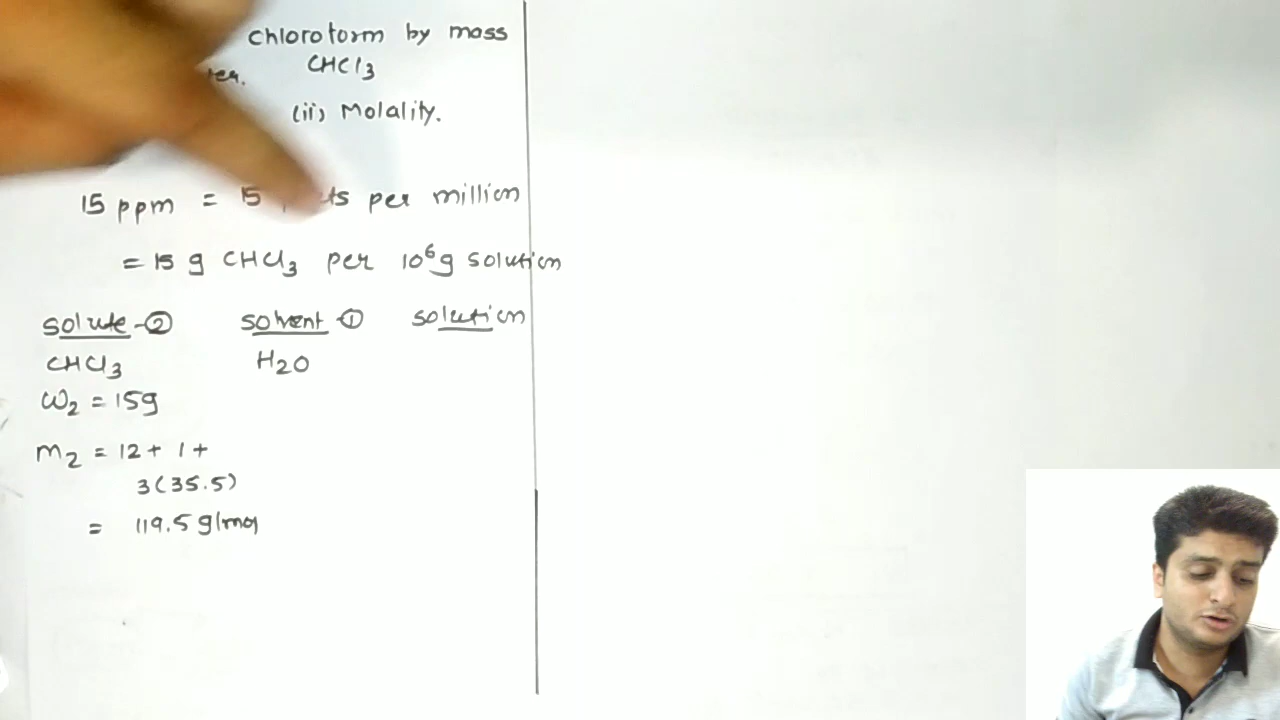 chloroform by mass
CHCl3
(ii) Molality.
15 ppm = 15 per million
= 15 g CHCl3 per 10⁶g solution
solute-② solvent-① solution
CHCl3 H2O
W2 = 15g
M2 = 12 + 1 +
3(35.5)
= 119.5 g/mol